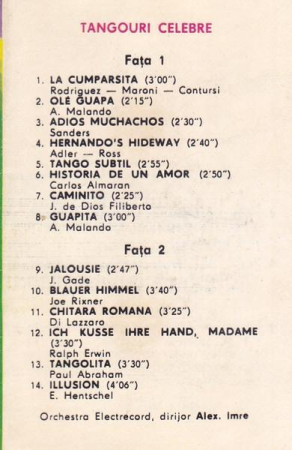 TANGOURI CELEBRE
Fața 1
1. LA CUMPARSITA (3'00")
Rodriguez — Maroni — Contursi
2. OLÉ GUAPA (2'15")
A. Malando
3. ADIOS MUCHACHOS (2'30")
Sanders
4. HERNANDO'S HIDEWAY (2'40")
Adler — Ross
5. TANGO SUBTIL (2'55")
6. HISTORIA DE UN AMOR (2'50")
Carlos Almaran
7. CAMINITO (2'25")
J. de Dios Filiberto
8. GUAPITA (3'00")
A. Malando
Fața 2
9. JALOUSIE (2'47")
J. Gade
10. BLAUER HIMMEL (3'40")
Joe Rixner
11. CHITARA ROMANA (3'25")
Di Lazzaro
12. ICH KUSSE IHRE HAND, MADAME
(3'30")
Ralph Erwin
13. TANGOLITA (3'30")
Paul Abraham
14. ILLUSION (4'06")
E. Hentschel
Orchestra Electrecord, dirijor Alex. Imre